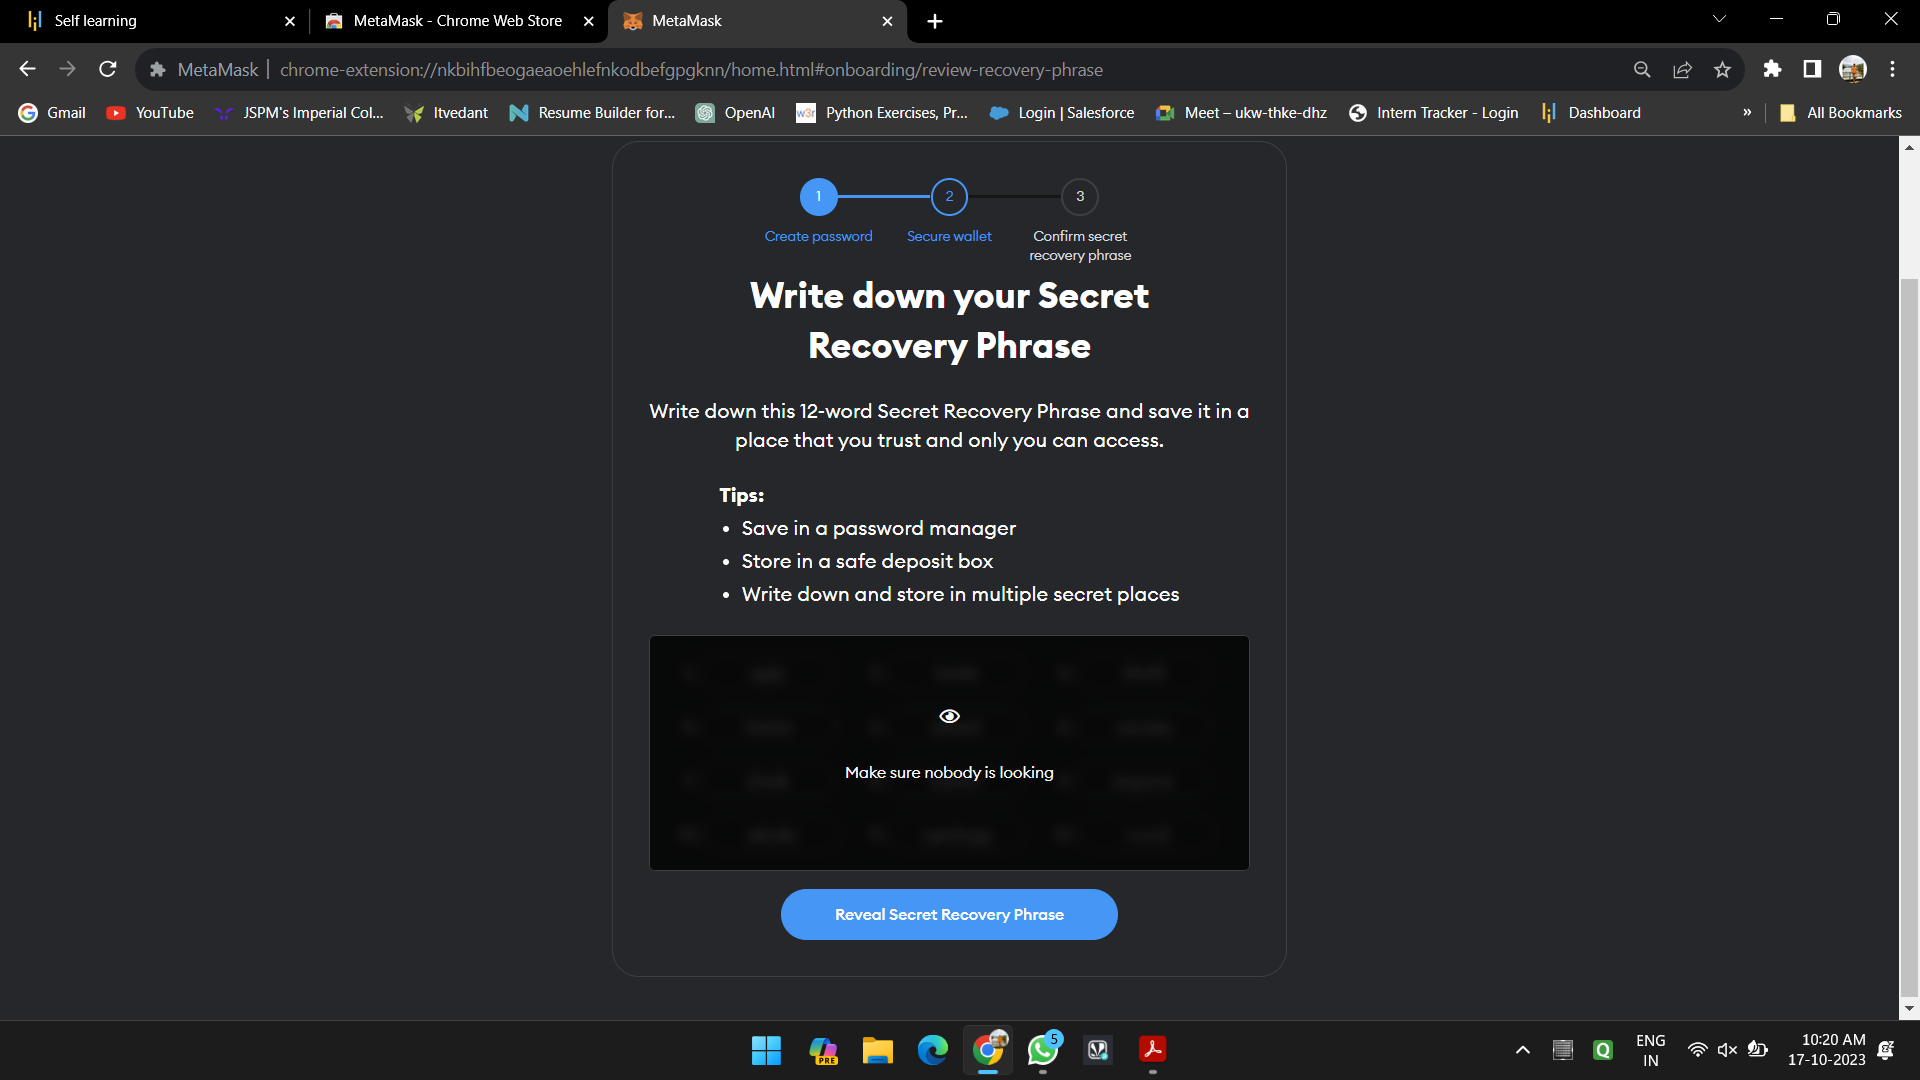 Self learning
MetaMask - Chrome Web Store
MetaMask
MetaMask | chrome-extension://nkbihfbeogaeaoehlefnkodbefgpgknn/home.html#onboarding/review-recovery-phrase
Gmail
YouTube
JSPM's Imperial Col...
Itvedant
Resume Builder for...
OpenAI
w3r
Python Exercises, Pr...
Login | Salesforce
Meet – ukw-thke-dhz
Intern Tracker - Login
Dashboard
»
All Bookmarks
1
2
3
Create password
Secure wallet
Confirm secret
recovery phrase
Write down your Secret
Recovery Phrase
Write down this 12-word Secret Recovery Phrase and save it in a
place that you trust and only you can access.
Tips:
• Save in a password manager
• Store in a safe deposit box
• Write down and store in multiple secret places
Make sure nobody is looking
Reveal Secret Recovery Phrase
PRE
5
ENG
IN
10:20 AM
17-10-2023